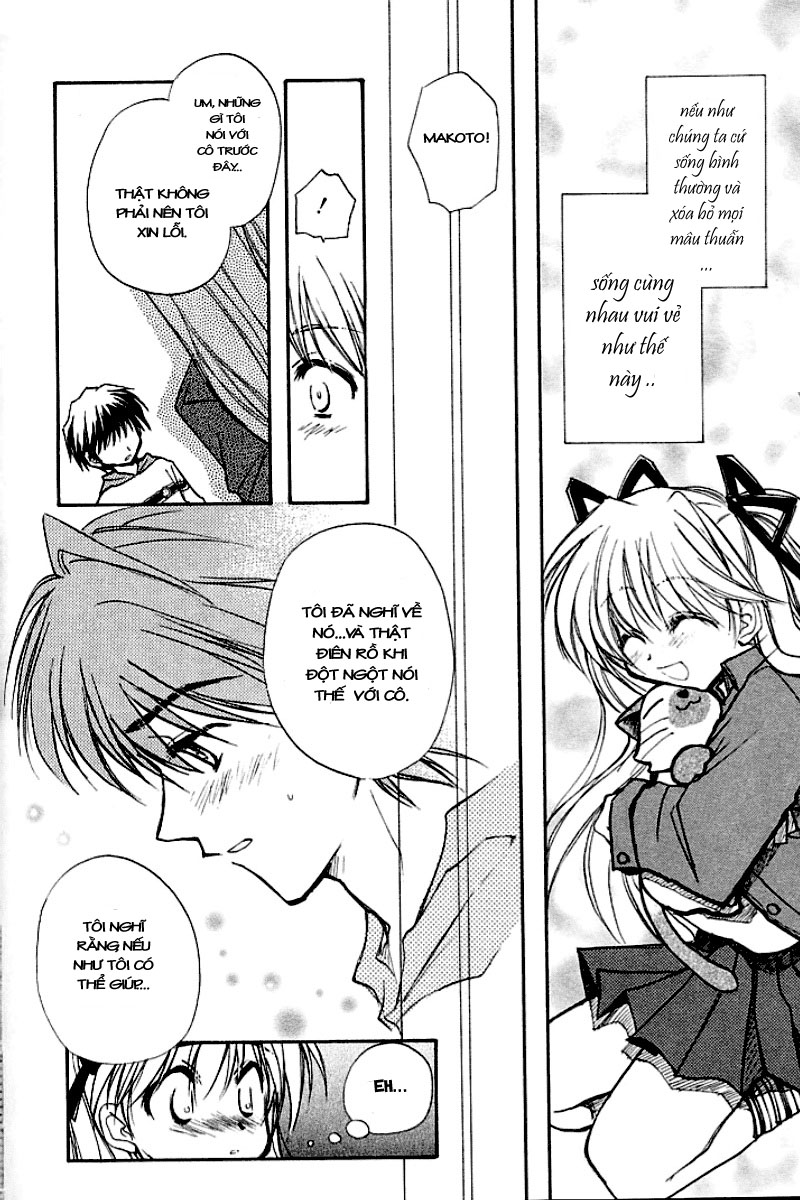 nếu như
chúng ta cứ
sống bình
thường và
xóa bỏ mọi
mâu thuẫn
...
sống cùng
nhau vui vẻ
như thế
này ..
MAKOTO!
!
UM, NHỮNG
GÌ TÔI
NÓI VỚI
CÔ TRƯỚC
ĐÂY...
THẬT KHÔNG
PHẢI NÊN TÔI
XIN LỖI.
TÔI ĐÃ NGHĨ VỀ
NÓ...VÀ THẬT
ĐIÊN RỒ KHI
ĐỘT NGỘT NÓI
THẾ VỚI CÔ.
TÔI NGHĨ
RẰNG NẾU
NHƯ TÔI CÓ
THỂ GIÚP...
EH...